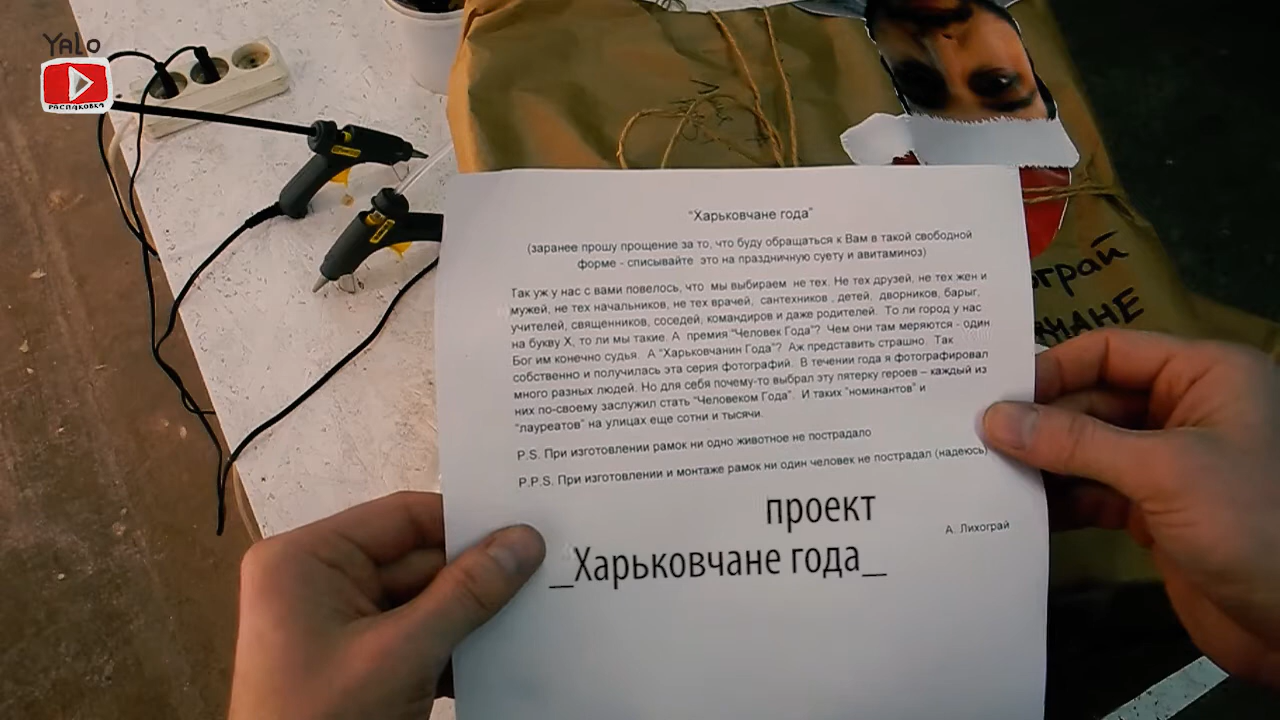 YALO
РАСПАКОВКА
"Харьковчане года"
(заранее прошу прощение за то, что буду обращаться к Вам в такой свободной
форме - списывайте это на праздничную суету и авитаминоз)
Так уж у нас с вами повелось, что мы выбираем не тех. Не тех друзей, не тех жен и
мужей, не тех начальников, не тех врачей, сантехников , детей, дворников, барыг,
учителей, священников, соседей, командиров и даже родителей. То ли город у нас
на букву Х, то ли мы такие. А премия "Человек Года"? Чем они там меряются - один
Бог им конечно судья. А "Харьковчанин Года"? Аж представить страшно. Так
собственно и получилась эта серия фотографий. В течении года я фотографировал
много разных людей. Но для себя почему-то выбрал эту пятерку героев – каждый из
них по-своему заслужил стать "Человеком Года". И таких "номинантов" и
"лауреатов" на улицах еще сотни и тысячи.
P.S. При изготовлении рамок ни одно животное не пострадало
P.P.S. При изготовлении и монтаже рамок ни один человек не пострадал (надеюсь)
проект
А. Лихограй
_Харьковчане года_
ограй
ЧАНЕ